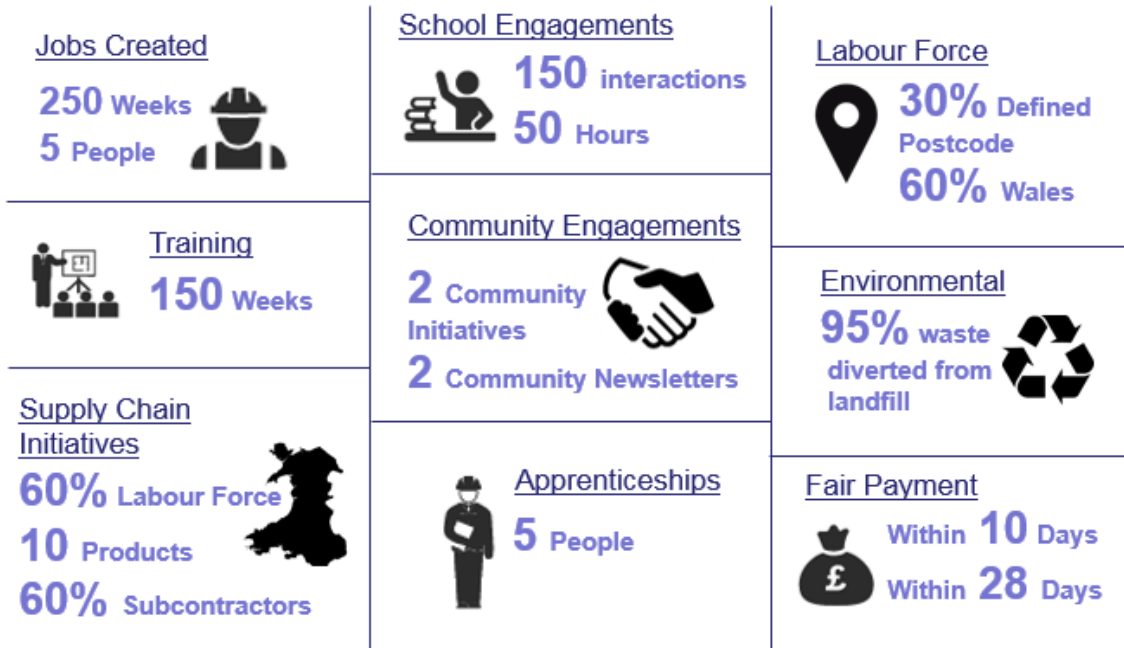 Jobs Created
250 Weeks
5 People
Training
150 Weeks
Supply Chain
Initiatives
60% Labour Force
10 Products
60% Subcontractors
School Engagements
150 interactions
50 Hours
Community Engagements
2 Community
Initiatives
2 Community Newsletters
Apprenticeships
5 People
Labour Force
30% Defined
Postcode
60% Wales
Environmental
95% waste
diverted from
landfill
Fair Payment
£
Within 10 Days
Within 28 Days